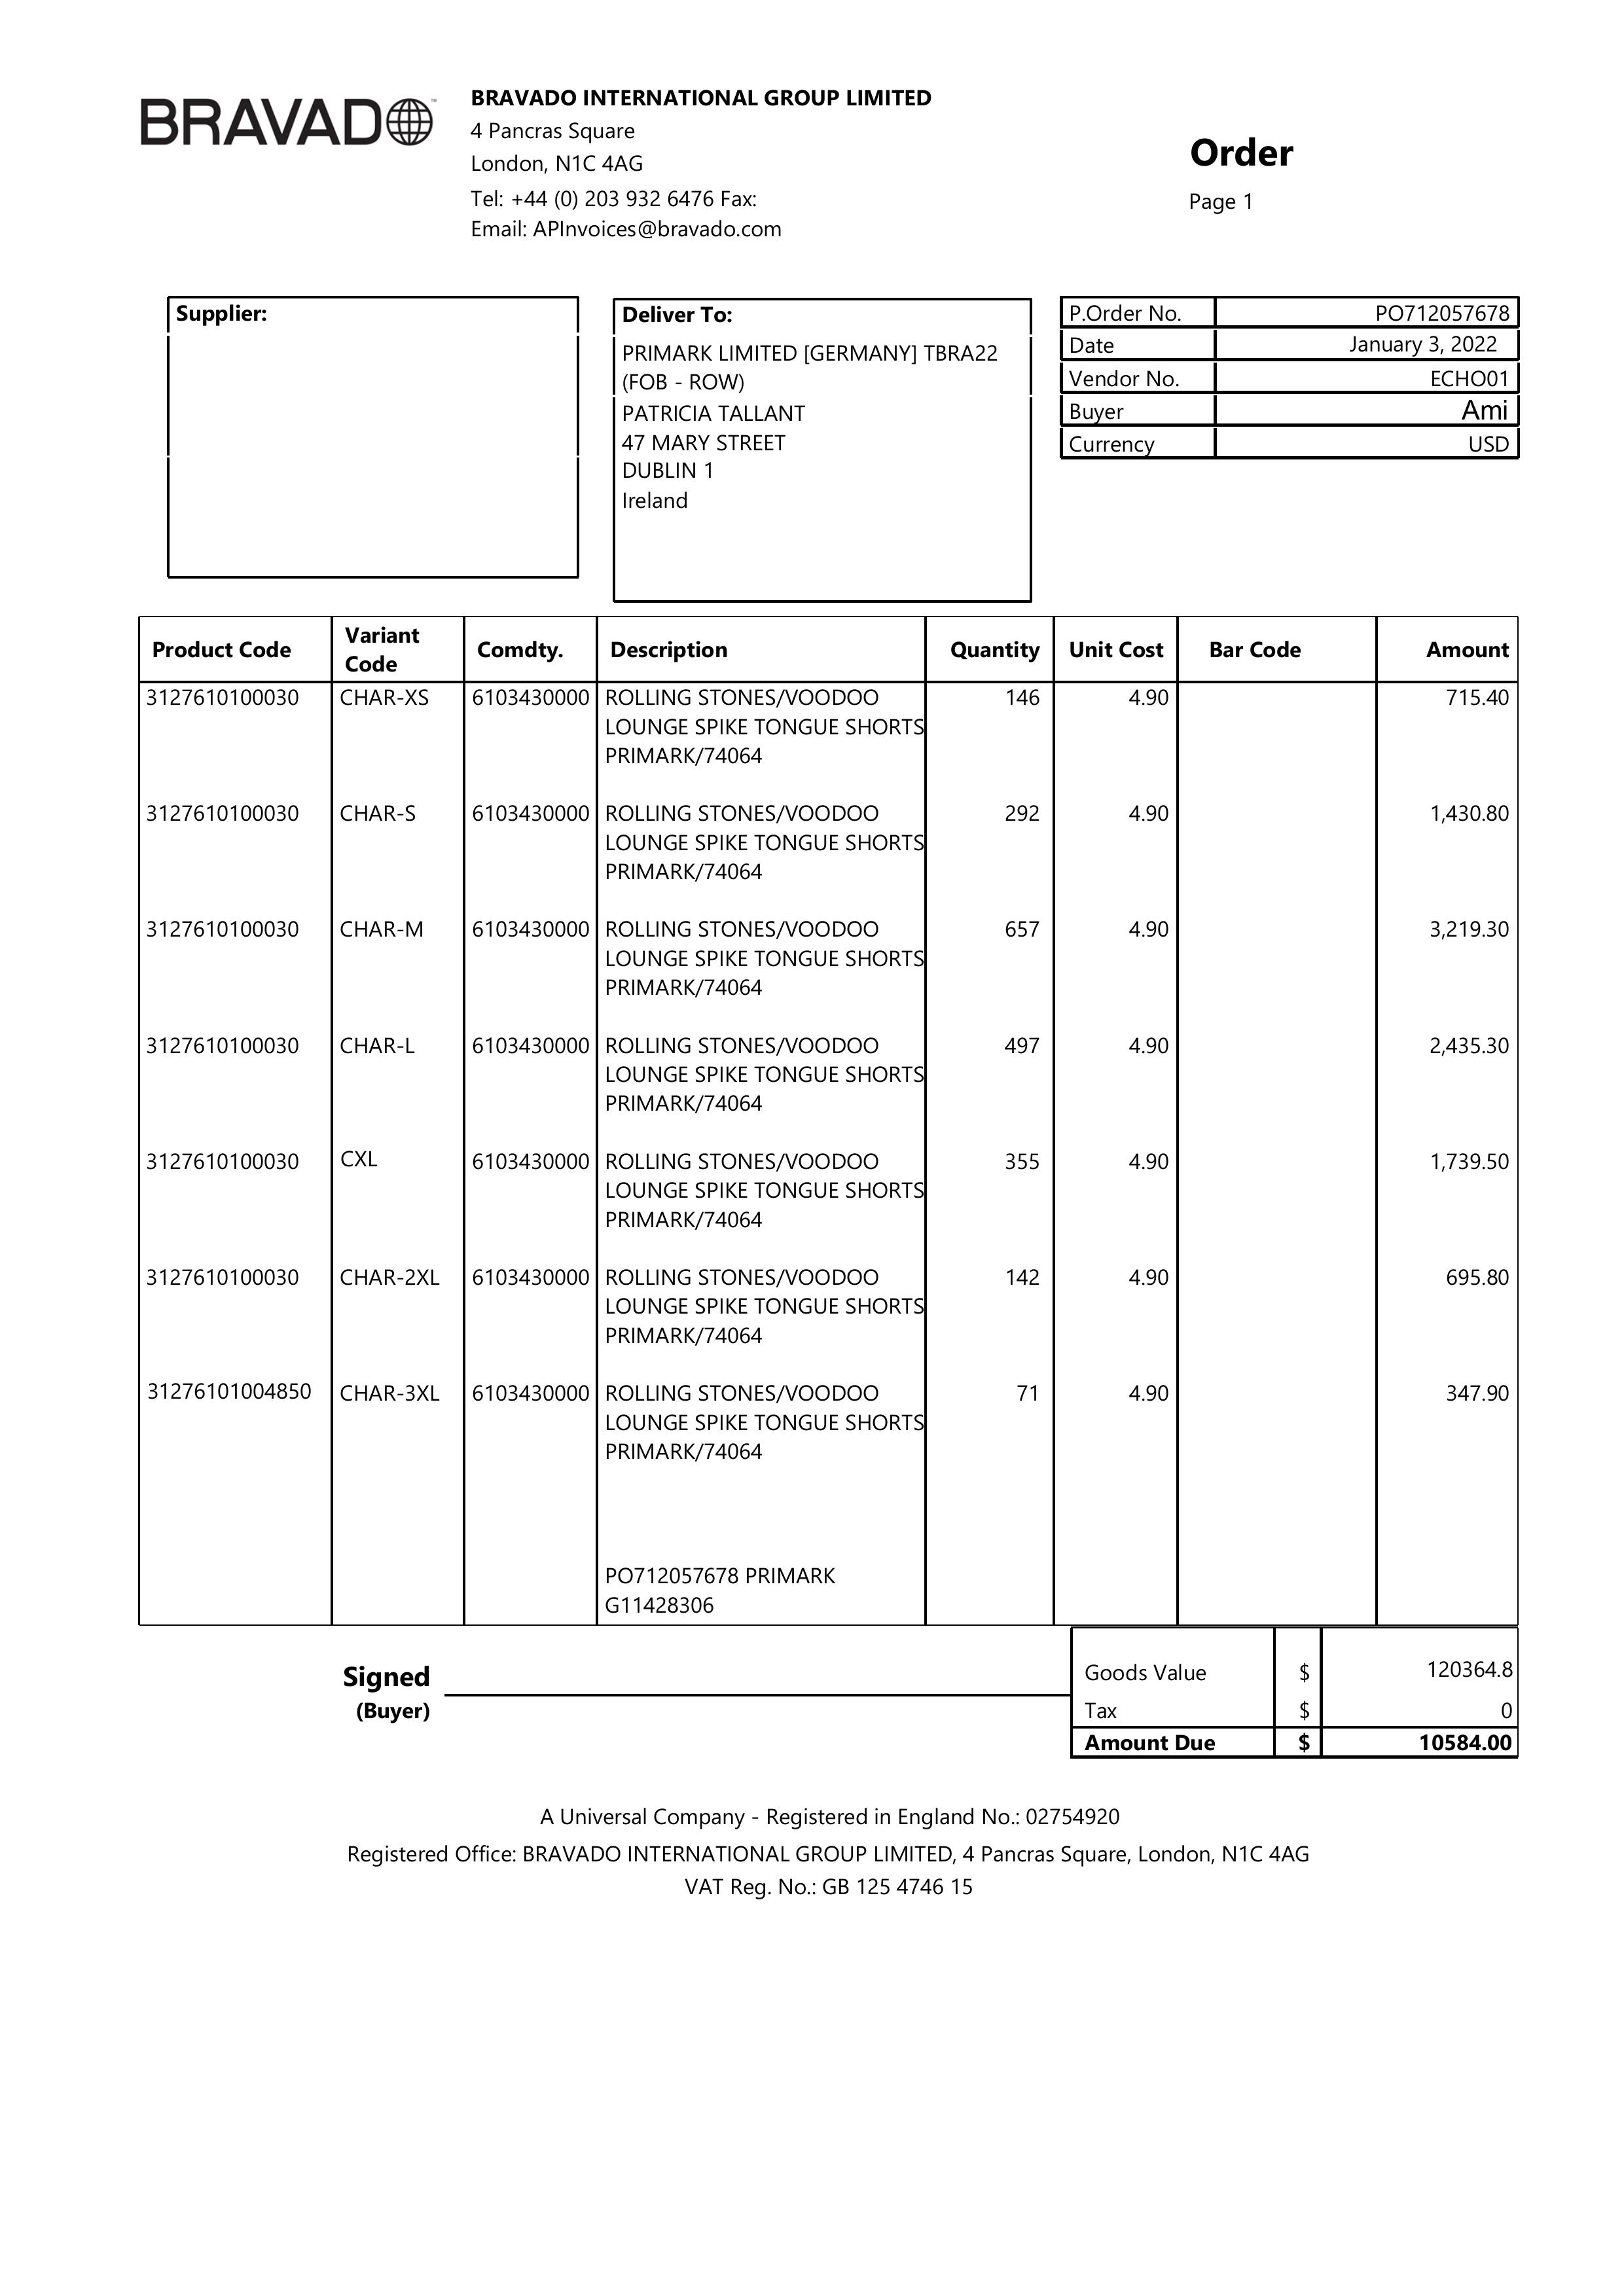 BRAVADO™
BRAVADO INTERNATIONAL GROUP LIMITED
4 Pancras Square
London, N1C 4AG
Tel: +44 (0) 203 932 6476 Fax:
Email: APInvoices@bravado.com
Order
Page 1
Supplier:
Deliver To:
PRIMARK LIMITED [GERMANY] TBRA22
(FOB - ROW)
PATRICIA TALLANT
47 MARY STREET
DUBLIN 1
Ireland
P.Order No. PO712057678
Date January 3, 2022
Vendor No. ECHO01
Buyer Ami
Currency USD
Product Code Variant Code Comdty. Description Quantity Unit Cost Bar Code Amount
3127610100030 CHAR-XS 6103430000 ROLLING STONES/VOODOO 146 4.90 715.40
LOUNGE SPIKE TONGUE SHORTS
PRIMARK/74064
3127610100030 CHAR-S 6103430000 ROLLING STONES/VOODOO 292 4.90 1,430.80
LOUNGE SPIKE TONGUE SHORTS
PRIMARK/74064
3127610100030 CHAR-M 6103430000 ROLLING STONES/VOODOO 657 4.90 3,219.30
LOUNGE SPIKE TONGUE SHORTS
PRIMARK/74064
3127610100030 CHAR-L 6103430000 ROLLING STONES/VOODOO 497 4.90 2,435.30
LOUNGE SPIKE TONGUE SHORTS
PRIMARK/74064
3127610100030 CXL 6103430000 ROLLING STONES/VOODOO 355 4.90 1,739.50
LOUNGE SPIKE TONGUE SHORTS
PRIMARK/74064
3127610100030 CHAR-2XL 6103430000 ROLLING STONES/VOODOO 142 4.90 695.80
LOUNGE SPIKE TONGUE SHORTS
PRIMARK/74064
31276101004850 CHAR-3XL 6103430000 ROLLING STONES/VOODOO 71 4.90 347.90
LOUNGE SPIKE TONGUE SHORTS
PRIMARK/74064
PO712057678 PRIMARK
G11428306
Signed
(Buyer)
Goods Value $ 120364.8
Tax $ 0
Amount Due $ 10584.00
A Universal Company - Registered in England No.: 02754920
Registered Office: BRAVADO INTERNATIONAL GROUP LIMITED, 4 Pancras Square, London, N1C 4AG
VAT Reg. No.: GB 125 4746 15